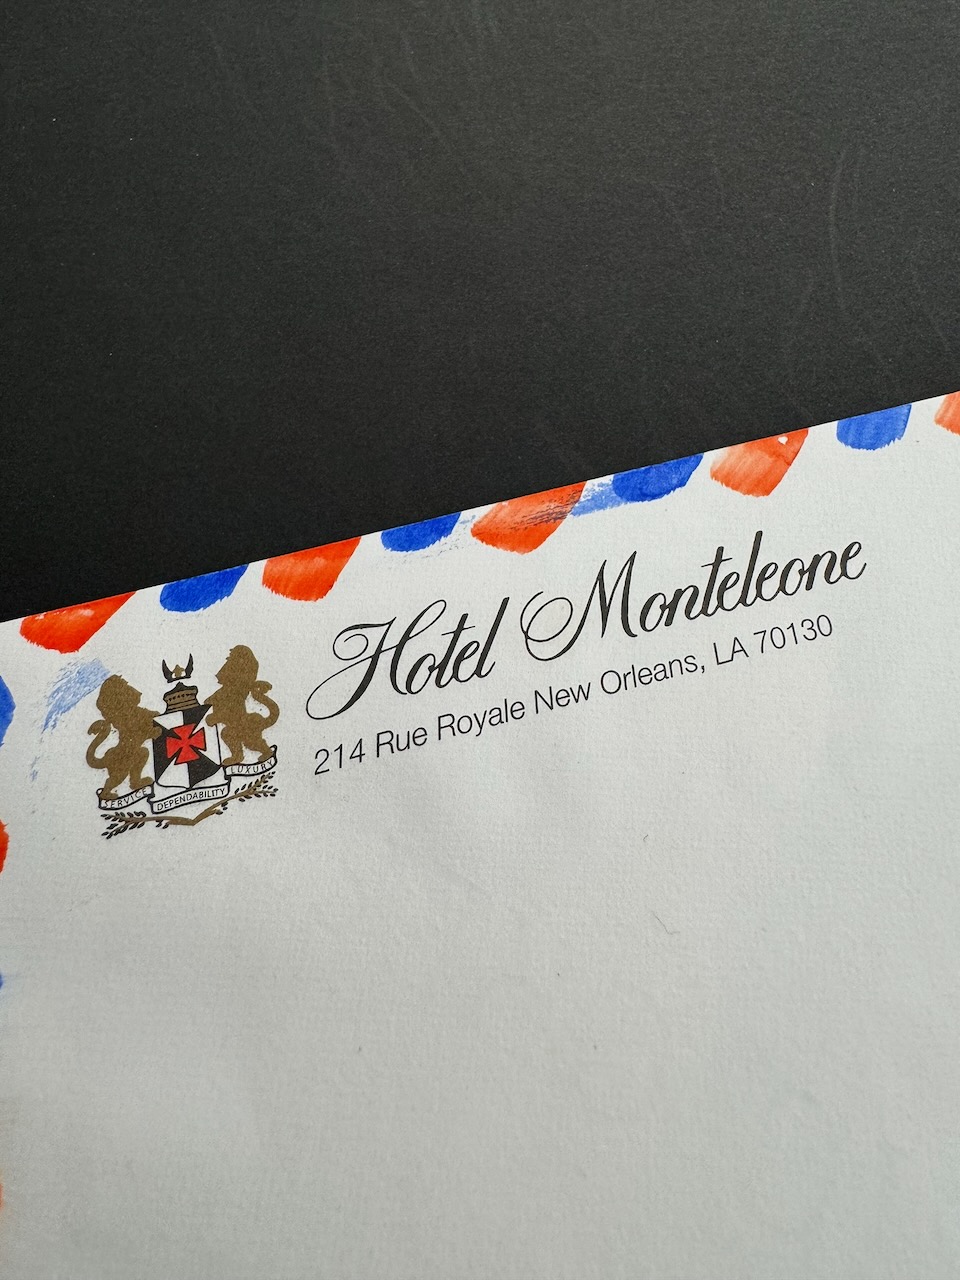 Hotel Monteleone
214 Rue Royale New Orleans, LA 70130
SERVICE DEPENDABILITY LUXURY